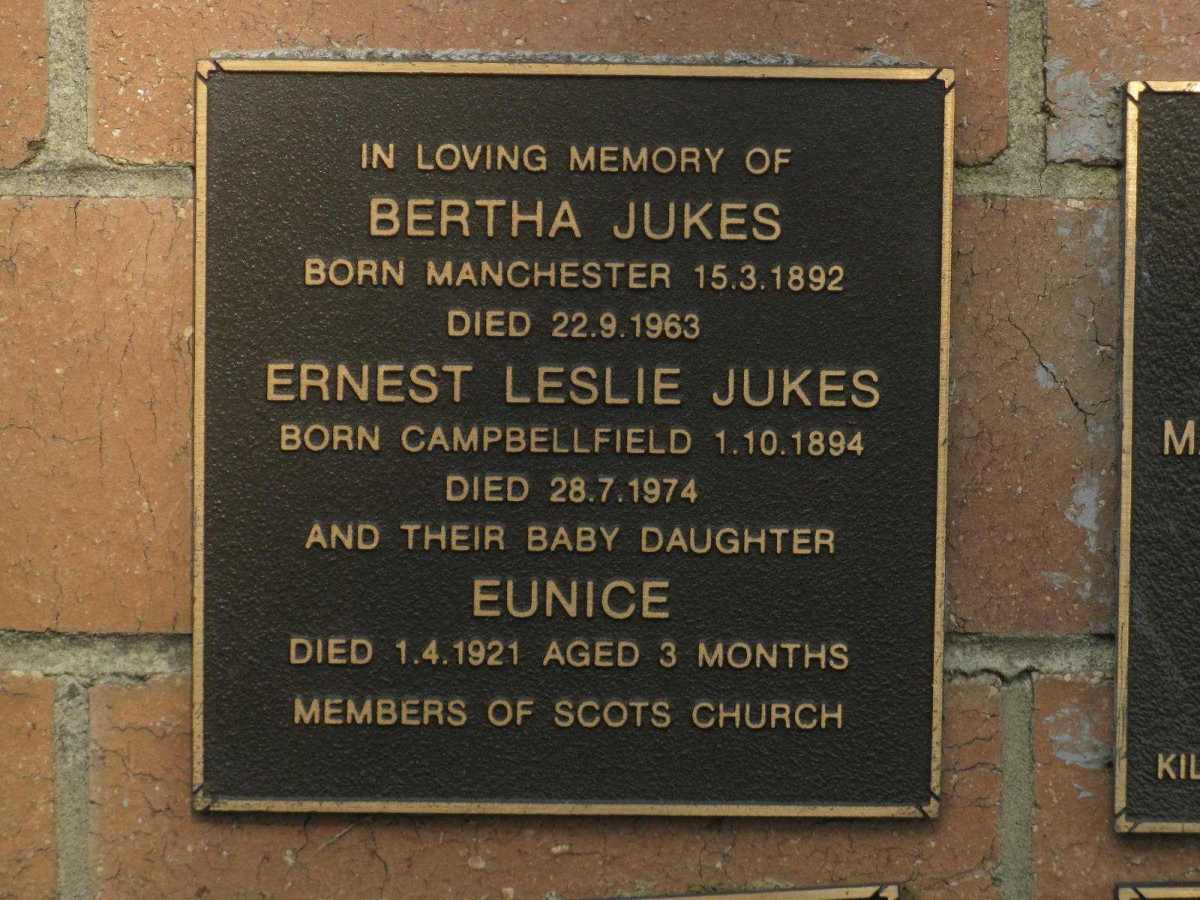 IN LOVING MEMORY OF
BERTHA JUKES
BORN MANCHESTER 15.3.1892
DIED 22.9.1963
ERNEST LESLIE JUKES
BORN CAMPBELLFIELD 1.10.1894
DIED 28.7.1974
AND THEIR BABY DAUGHTER
EUNICE
DIED 1.4.1921 AGED 3 MONTHS
MEMBERS OF SCOTS CHURCH